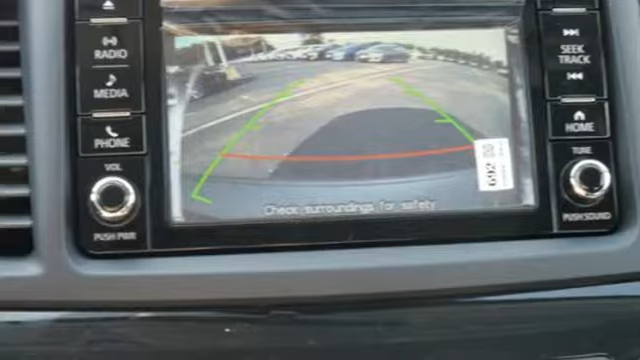 RADIO
MEDIA
PHONE
VOL
PUSH PWR
Check surroundings for safety
SEEK
TRACK
HOME
TUNE
PUSH SOUND